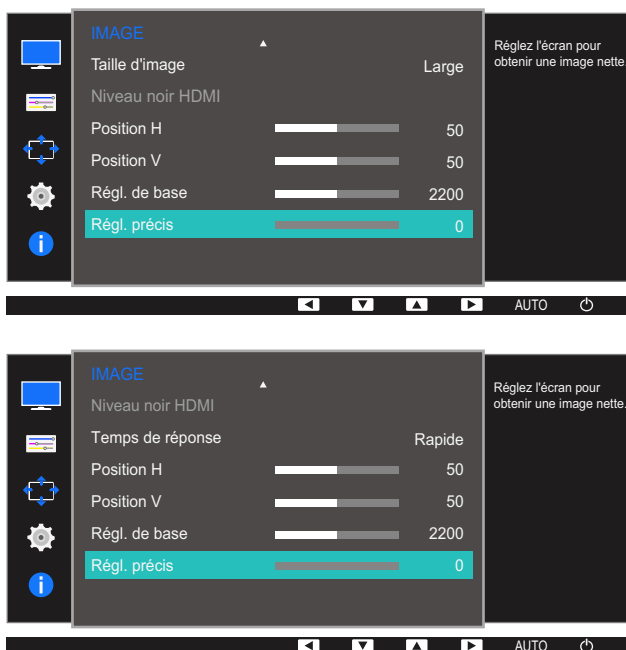 IMAGE
Taille d'image Large
Niveau noir HDMI
Position H 50
Position V 50
Régl. de base 2200
Régl. précis 0
Réglez l'écran pour
obtenir une image nette.
AUTO
IMAGE
Niveau noir HDMI
Temps de réponse Rapide
Position H 50
Position V 50
Régl. de base 2200
Régl. précis 0
Réglez l'écran pour
obtenir une image nette.
AUTO